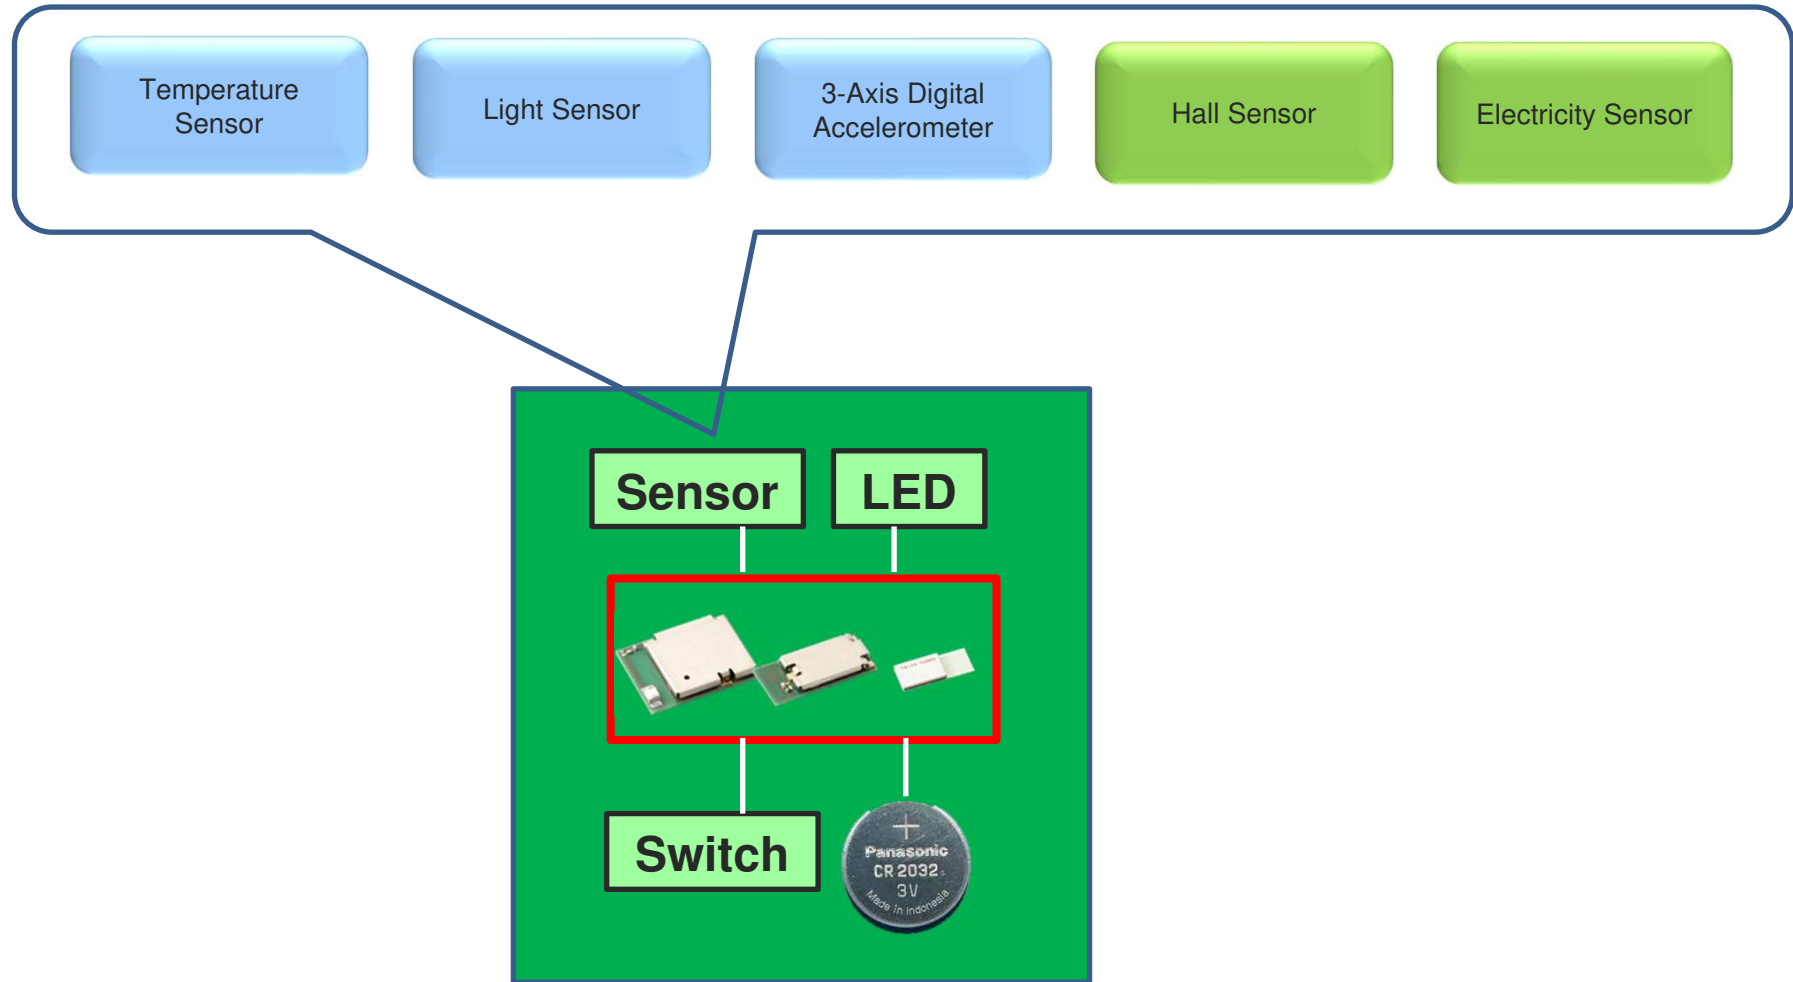 Temperature
Sensor
Light Sensor
3-Axis Digital
Accelerometer
Hall Sensor
Electricity Sensor
Sensor
LED
Switch
Panasonic
CR 2032
3V
Made in Indonesia